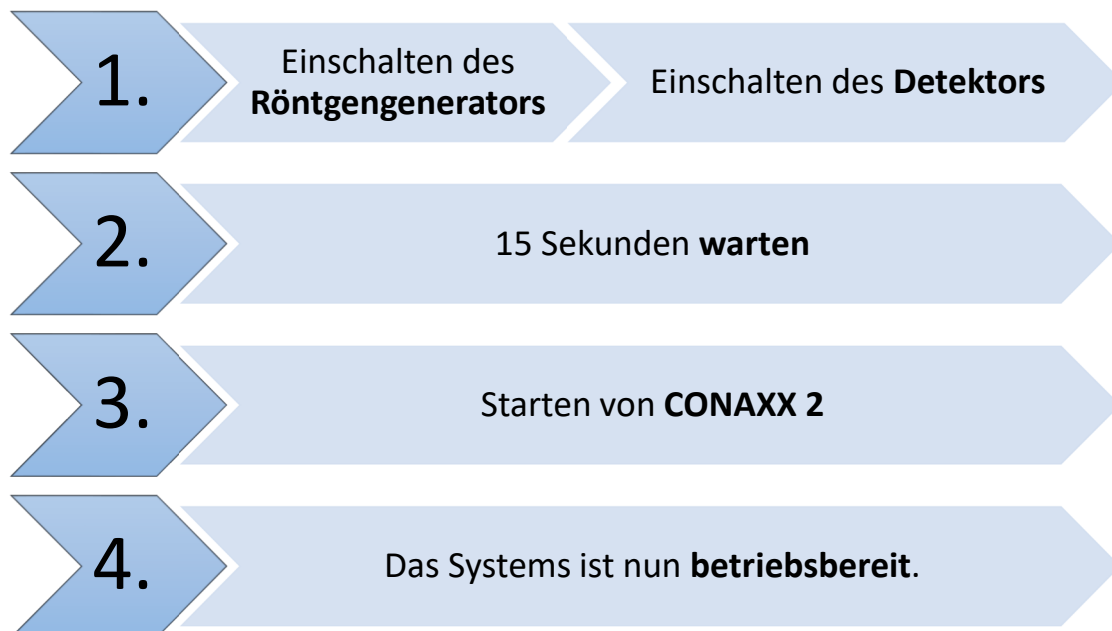 1.
Einschalten des
Röntgengenerators
Einschalten des Detektors
2.
15 Sekunden warten
3.
Starten von CONAXX 2
4.
Das Systems ist nun betriebsbereit.